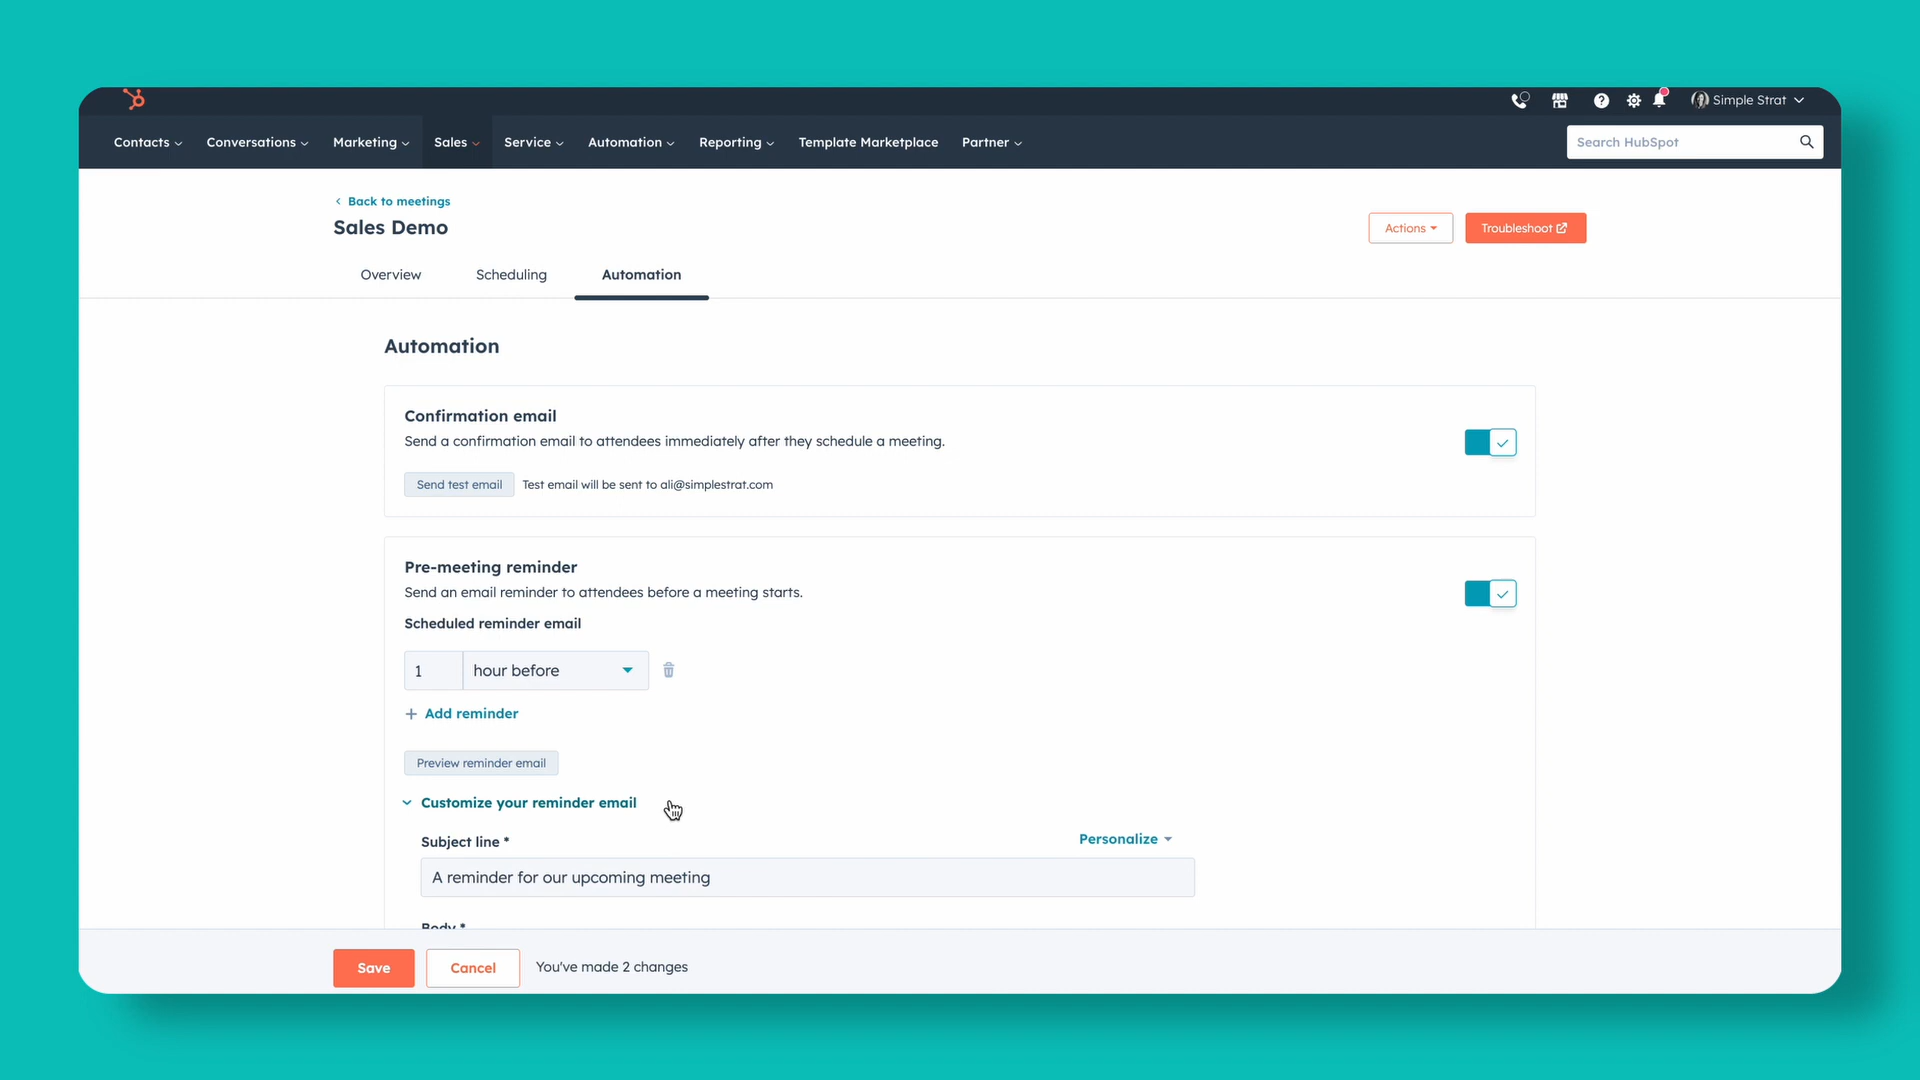 Simple Strat
Contacts
Conversations
Marketing
Sales
Service
Automation
Reporting
Template Marketplace
Partner
Search HubSpot
Back to meetings
Sales Demo
Actions
Troubleshoot
Overview
Scheduling
Automation
Automation
Confirmation email
Send a confirmation email to attendees immediately after they schedule a meeting.
Send test email
Test email will be sent to ali@simplestrat.com
Pre-meeting reminder
Send an email reminder to attendees before a meeting starts.
Scheduled reminder email
1
hour before
+ Add reminder
Preview reminder email
Customize your reminder email
Subject line *
Personalize
A reminder for our upcoming meeting
Body *
Save
Cancel
You've made 2 changes